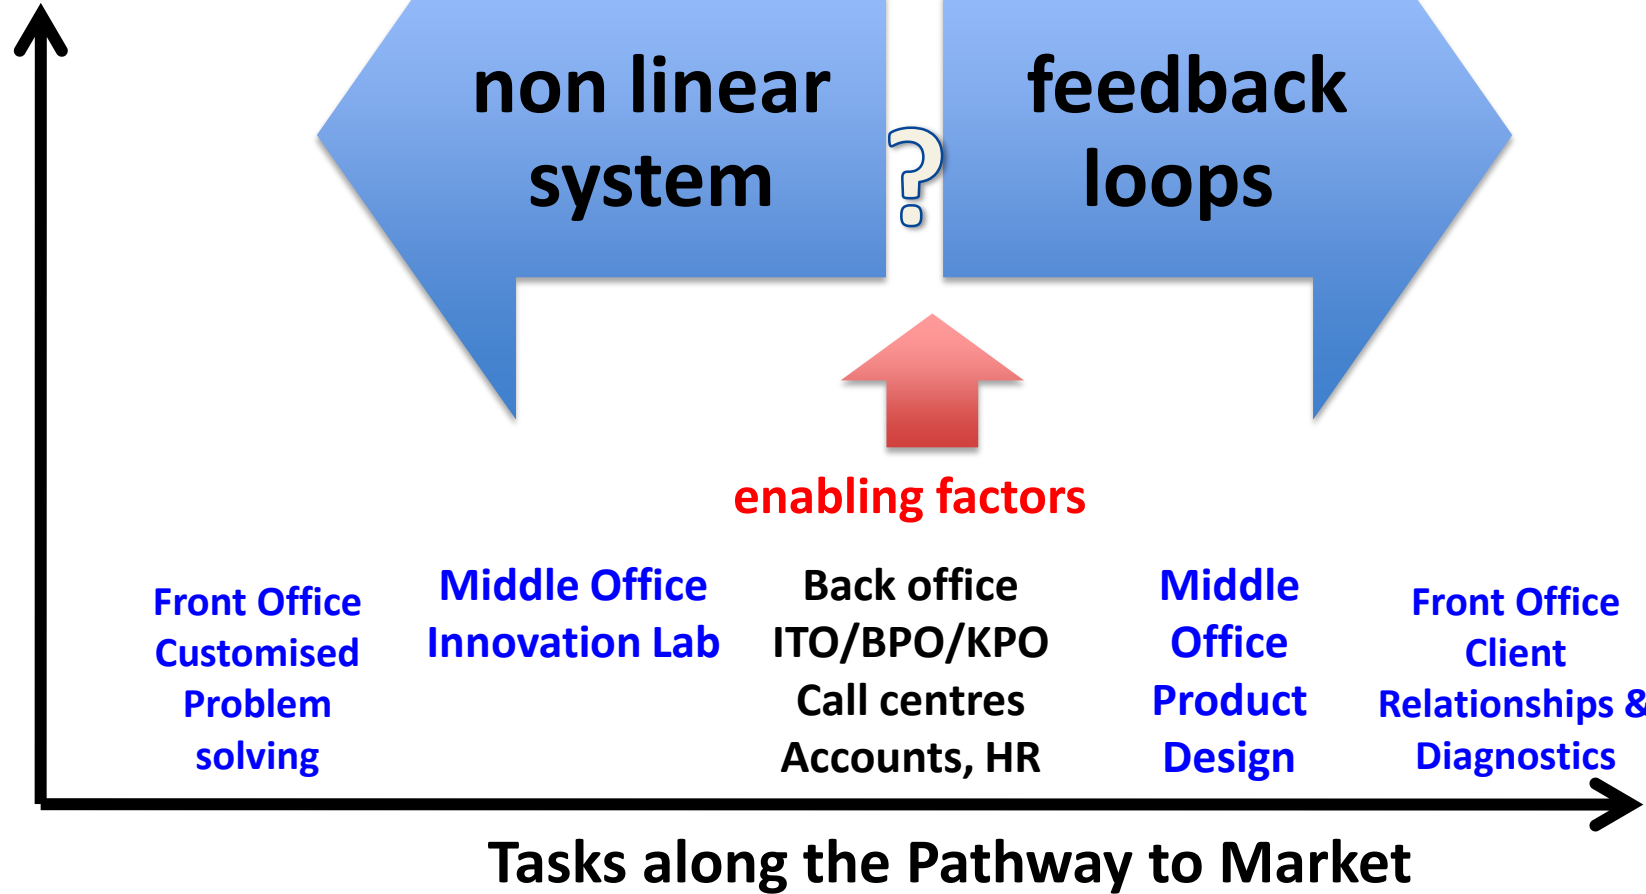 non linear
system
?
feedback
loops
enabling factors
Front Office
Customised
Problem
solving
Middle Office
Innovation Lab
Back office
ITO/BPO/KPO
Call centres
Accounts, HR
Middle
Office
Product
Design
Front Office
Client
Relationships &
Diagnostics
Tasks along the Pathway to Market